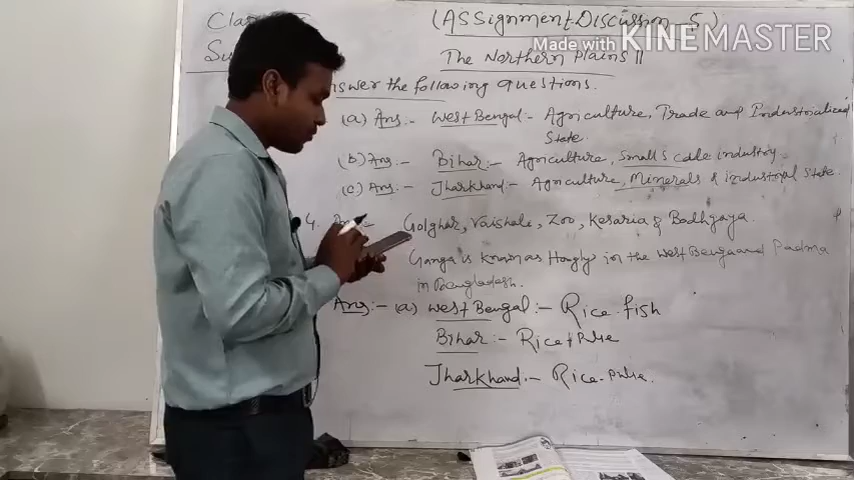 Clas
(Assignment Discussion - 5)
Made with KINEMASTER
Su
The Northern Plains II
nswer the following questions.
(a) Ans:- West Bengal:- Agriculture, Trade and Industrialised
State.
(b) Ans:- Bihar:- Agriculture, Small scale industry.
(c) Ans:- Jharkhand:- Agriculture, Minerals & industrial state.
4. Ans:- Golghar, Vaishale, Zoo, Kesaria & Bodhgaya.
Ganga is known as Hoogly in the West Bengal and Padma
in Bangladesh.
Ans:- (a) West Bengal:- Rice-fish
Bihar:- Rice + Pulse
Jharkhand:- Rice-Pulse.